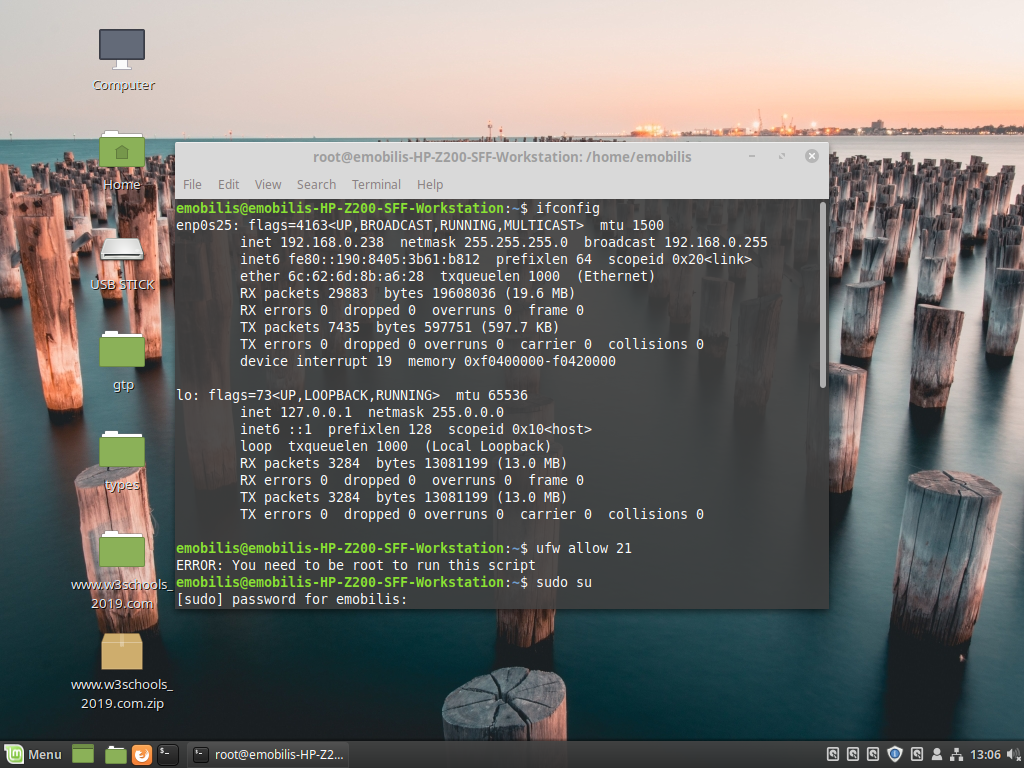 Computer
Home
USB STICK
gtp
types
www.w3schools_
2019.com
www.w3schools_
2019.com.zip
root@emobilis-HP-Z200-SFF-Workstation: /home/emobilis
File Edit View Search Terminal Help
emobilis@emobilis-HP-Z200-SFF-Workstation:~$ ifconfig
enp0s25: flags=4163<UP,BROADCAST,RUNNING,MULTICAST>  mtu 1500
        inet 192.168.0.238  netmask 255.255.255.0  broadcast 192.168.0.255
        inet6 fe80::190:8405:3b61:b812  prefixlen 64  scopeid 0x20<link>
        ether 6c:62:6d:8b:a6:28  txqueuelen 1000  (Ethernet)
        RX packets 29883  bytes 19608036 (19.6 MB)
        RX errors 0  dropped 0  overruns 0  frame 0
        TX packets 7435  bytes 597751 (597.7 KB)
        TX errors 0  dropped 0 overruns 0  carrier 0  collisions 0
        device interrupt 19  memory 0xf0400000-f0420000
lo: flags=73<UP,LOOPBACK,RUNNING>  mtu 65536
        inet 127.0.0.1  netmask 255.0.0.0
        inet6 ::1  prefixlen 128  scopeid 0x10<host>
        loop  txqueuelen 1000  (Local Loopback)
        RX packets 3284  bytes 13081199 (13.0 MB)
        RX errors 0  dropped 0  overruns 0  frame 0
        TX packets 3284  bytes 13081199 (13.0 MB)
        TX errors 0  dropped 0 overruns 0  carrier 0  collisions 0
emobilis@emobilis-HP-Z200-SFF-Workstation:~$ ufw allow 21
ERROR: You need to be root to run this script
emobilis@emobilis-HP-Z200-SFF-Workstation:~$ sudo su
[sudo] password for emobilis:
Menu
root@emobilis-HP-Z2...
13:06